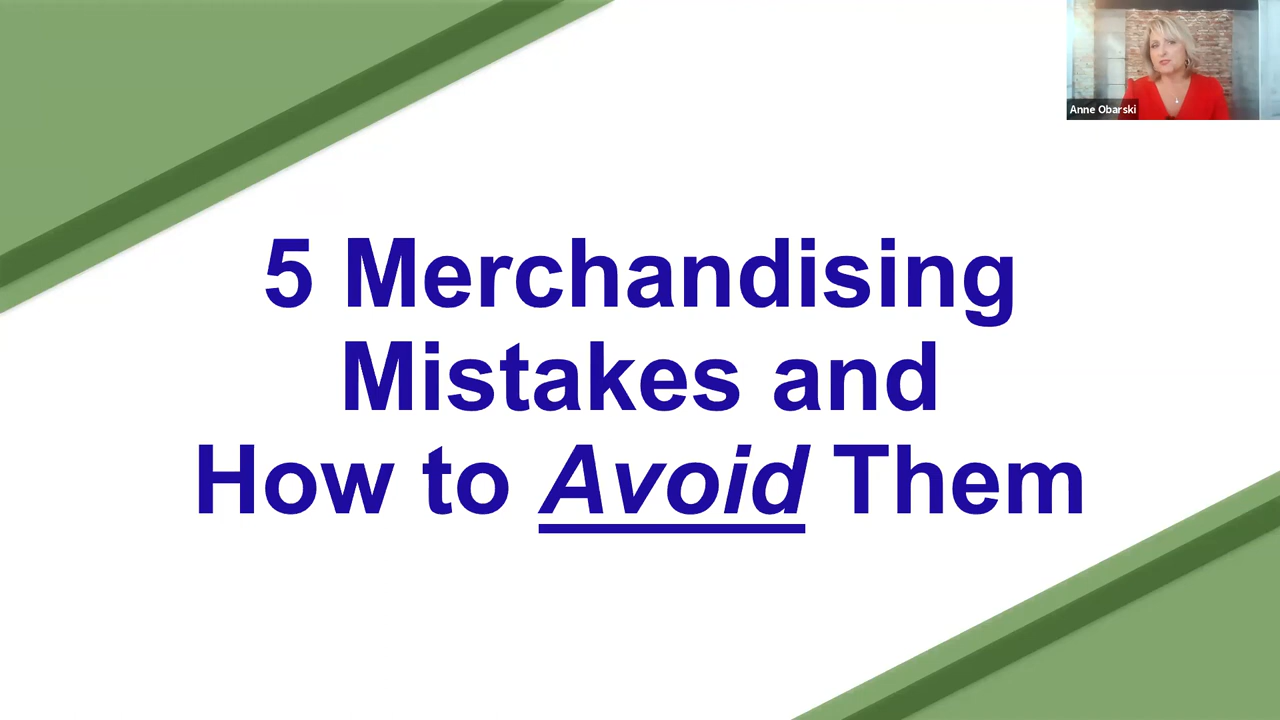 Anne Obarski
5 Merchandising
Mistakes and
How to Avoid Them